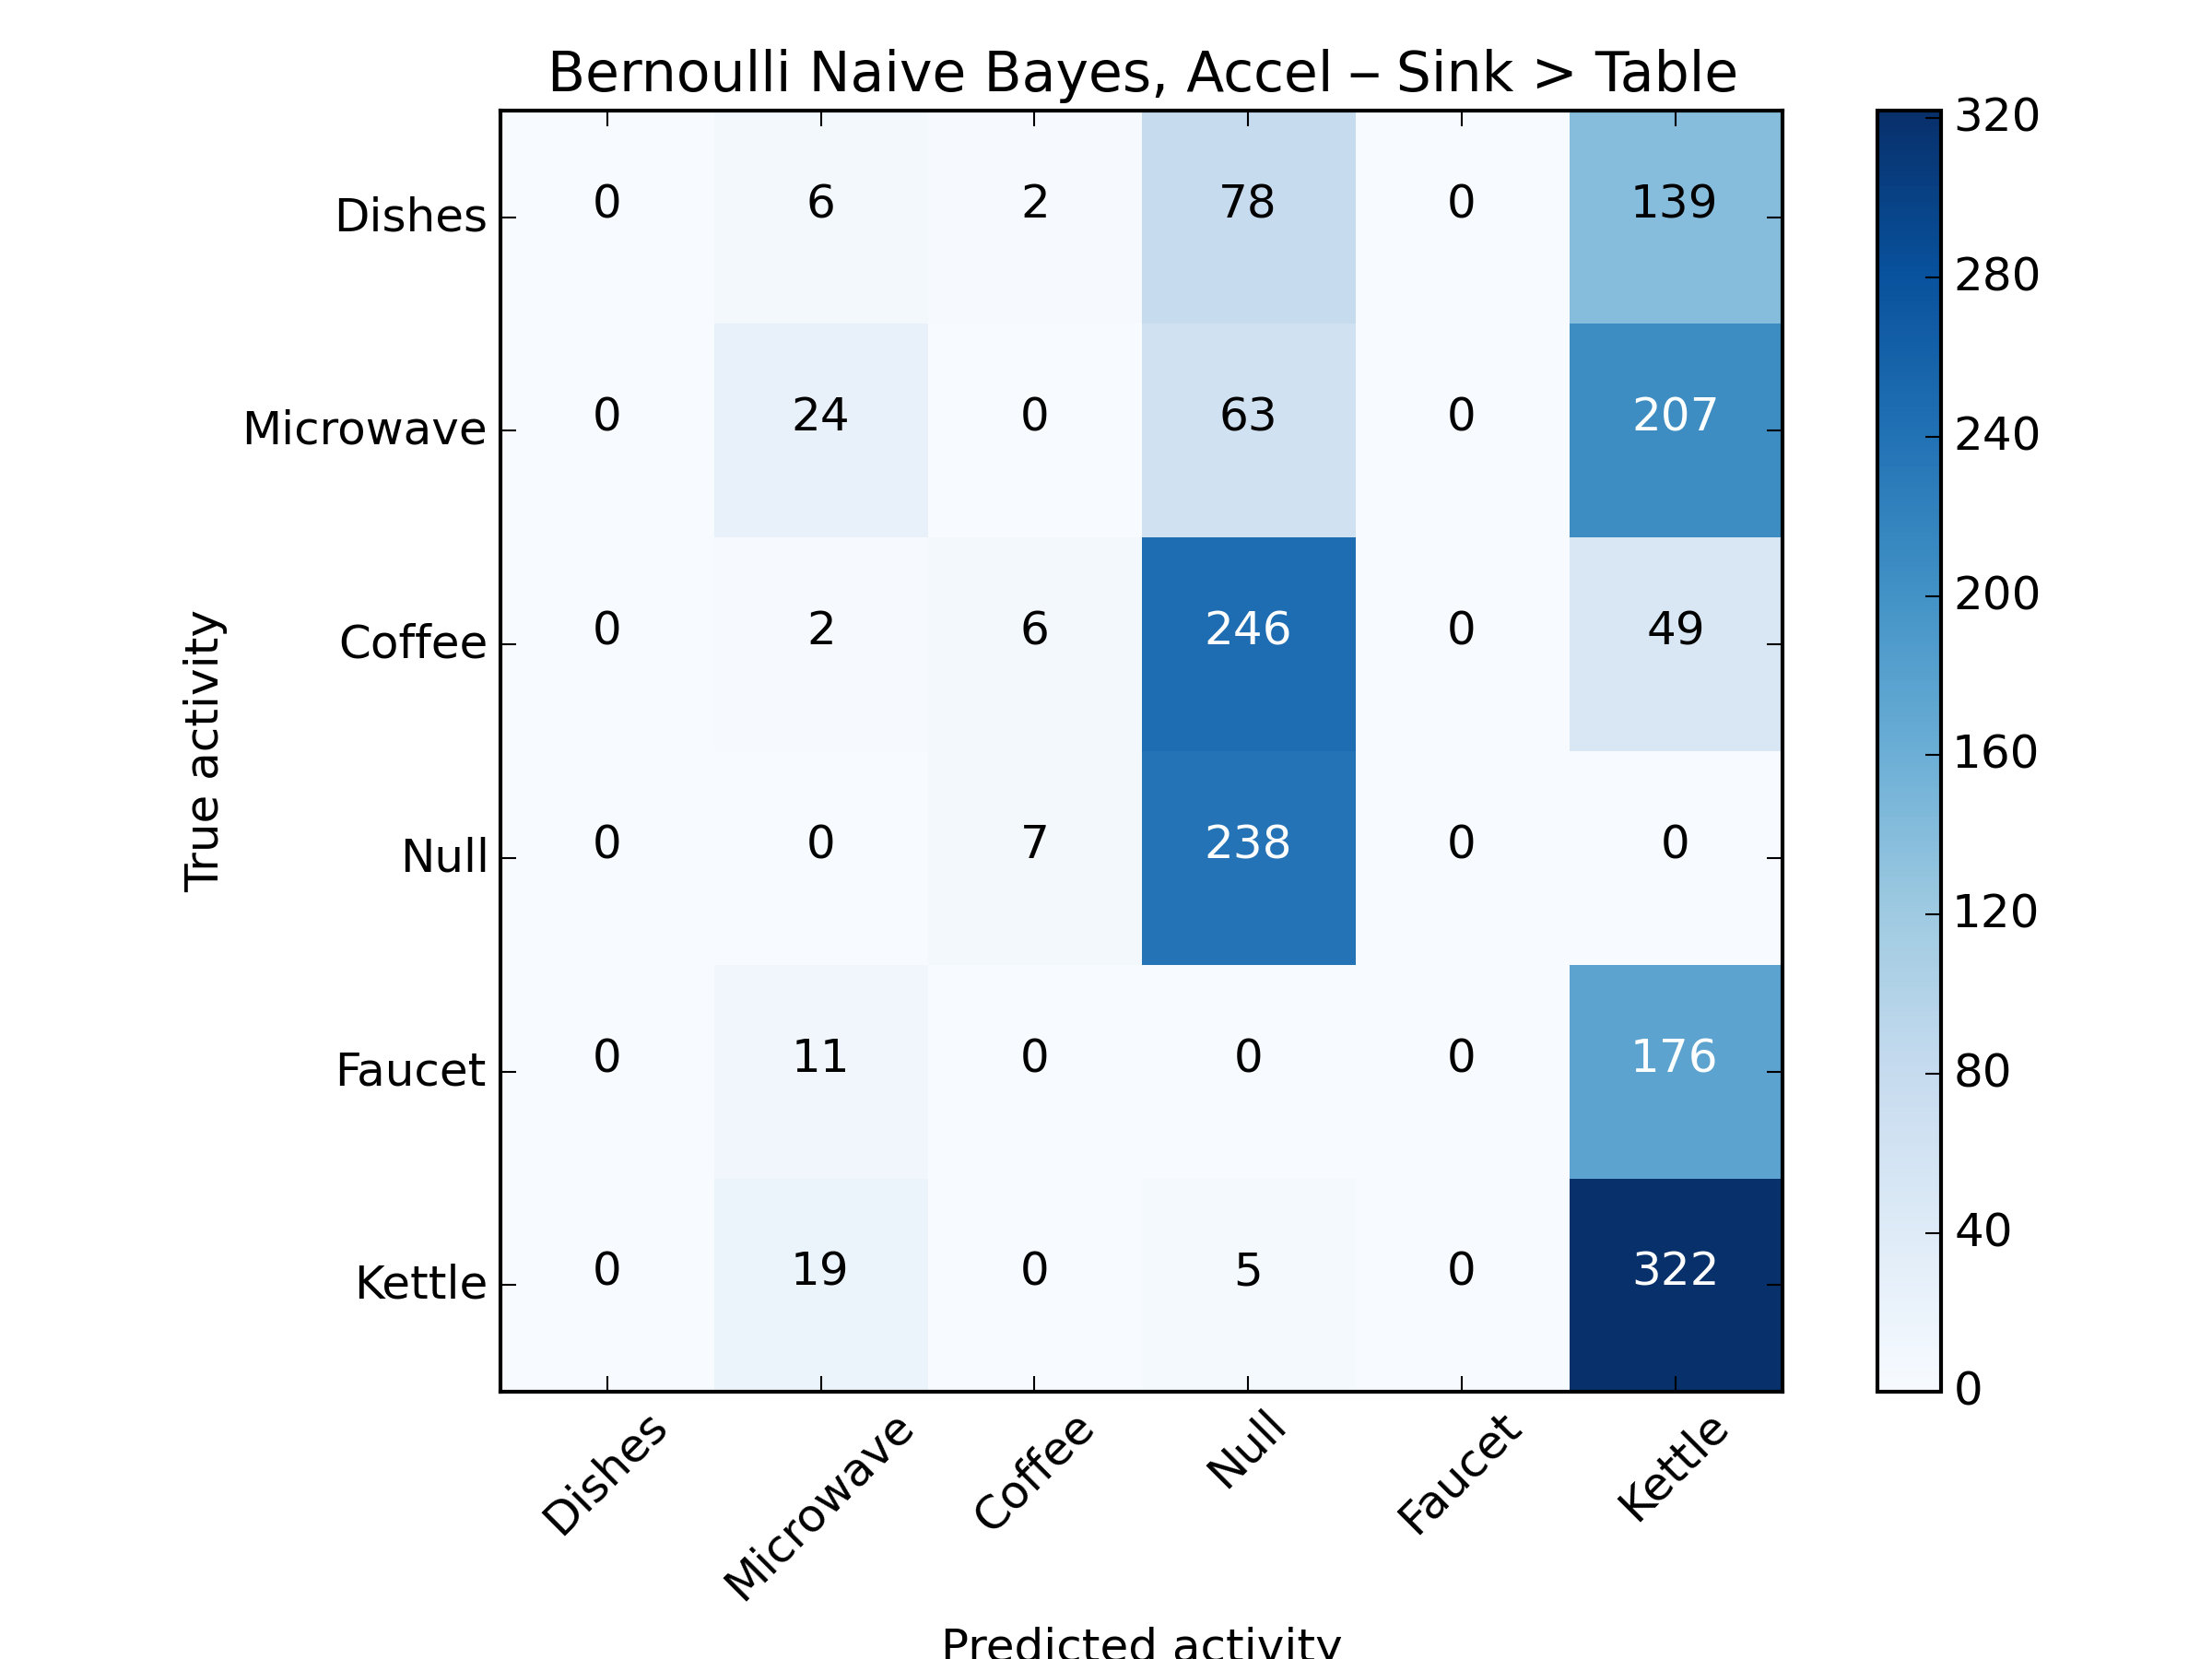 Bernoulli Naive Bayes, Accel – Sink > Table
Dishes 0 6 2 78 0 139
Microwave 0 24 0 63 0 207
Coffee 0 2 6 246 0 49
Null 0 0 7 238 0 0
Faucet 0 11 0 0 0 176
Kettle 0 19 0 5 0 322
True activity
Dishes Microwave Coffee Null Faucet Kettle
Predicted activity
320
280
240
200
160
120
80
40
0